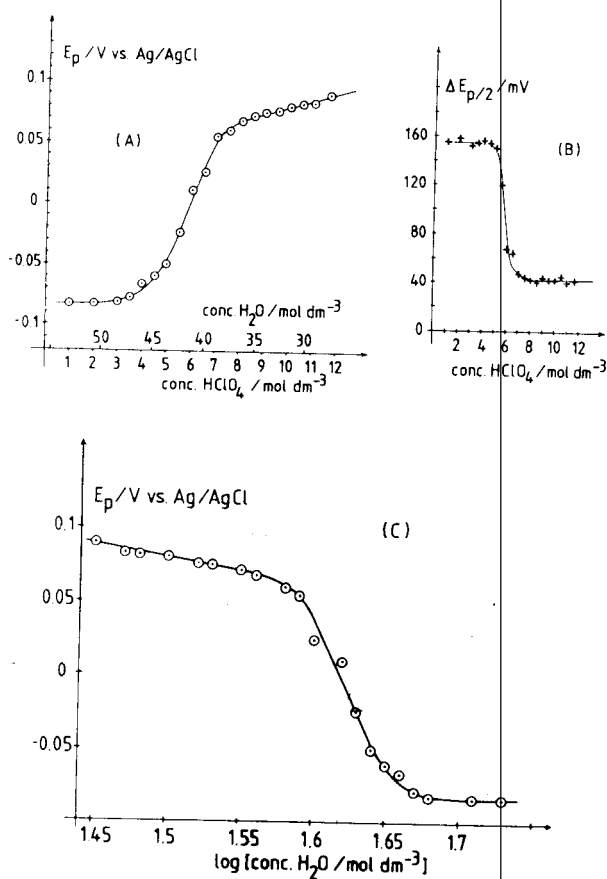 E_p / V vs. Ag/AgCl
0.1
0.05
0
-0.05
-0.1
(A)
conc. H_2O / mol dm^-3
50 45 40 35 30
1 2 3 4 5 6 7 8 9 10 11 12
conc. HClO_4 / mol dm^-3
ΔE_p/2 / mV
160
120
80
40
0
(B)
2 4 6 8 10 12
conc. HClO_4 / mol dm^-3
E_p / V vs. Ag/AgCl
(C)
0.1
0.05
0
-0.05
1.45 1.5 1.55 1.6 1.65 1.7
log [conc. H_2O / mol dm^-3]